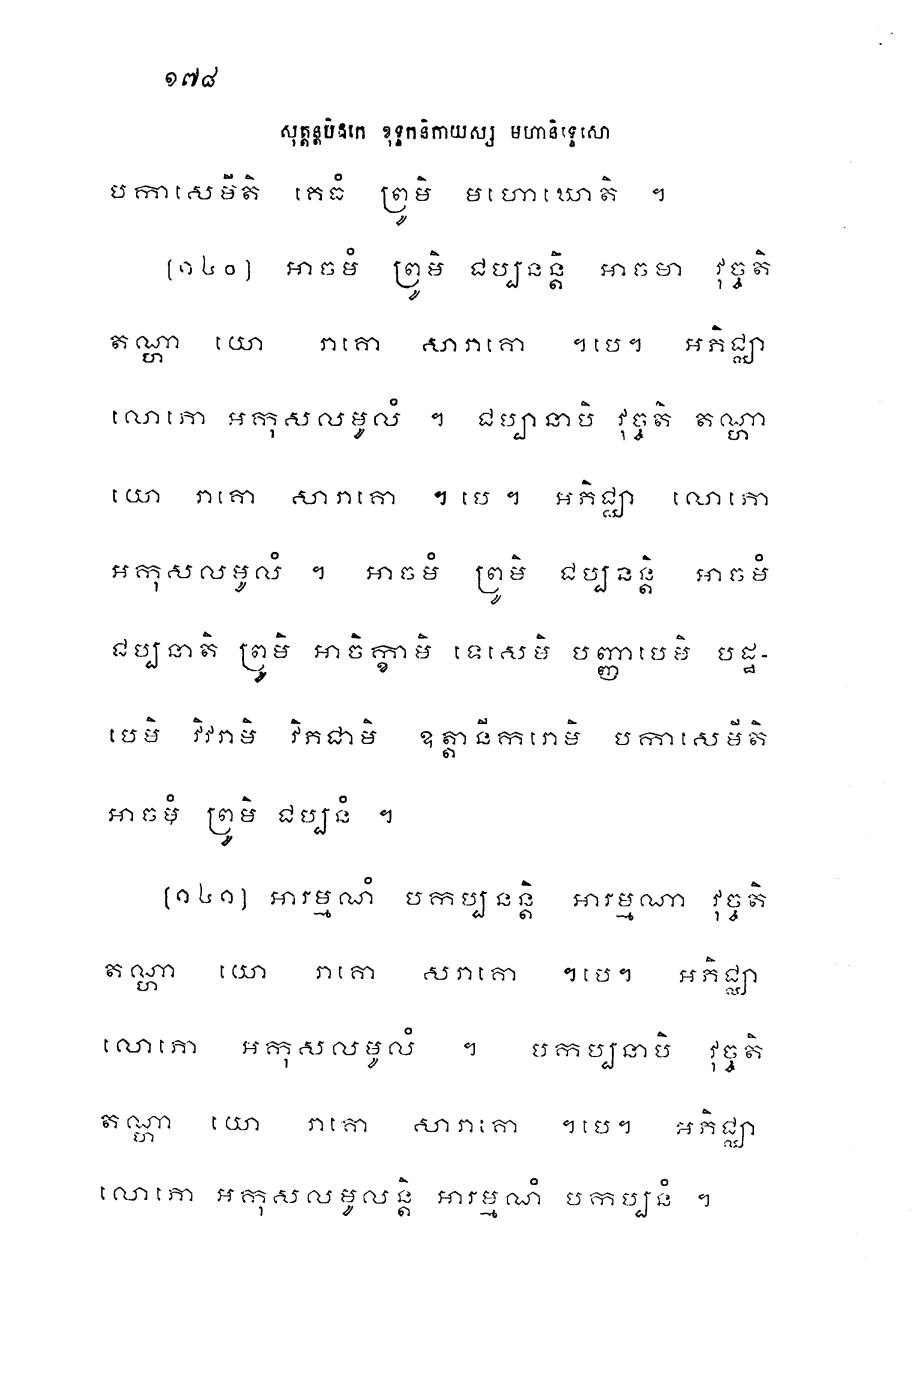 ១៧៨
សុត្តន្តបិដកេ ខុទ្ទកនិកាយស្ស មហានិទ្ទេសោ
បកាសេមីតិ គេធំ ព្រូមិ មហោឃោតិ ។
(១៤០) អាចមំ ព្រូមិ ជប្បនន្តិ អាចមា វុច្ចតិ
តណ្ហា យោ រាគោ សារាគោ ។បេ។ អភិជ្ឈា
លោភោ អកុសលមូលំ ។ ជប្បានាបិ វុច្ចតិ តណ្ហា
យោ រាគោ សារាគោ ។ បេ ។ អភិជ្ឈា លោភោ
អកុសលមូលំ ។ អាចមំ ព្រូមិ ជប្បនន្តិ អាចមំ
ជប្បនាតិ ព្រូមិ អាចិក្ខាមិ ទេសេមិ បញ្ញាបេមិ បដ្ឋ-
បេមិ វិវរាមិ វិភជាមិ ឧត្តានីករោមិ បកាសេមីតិ
អាចមំ ព្រូមិ ជប្បនំ ។
(១៤១) អារម្មណំ បកប្បនន្តិ អារម្មណា វុច្ចតិ
តណ្ហា យោ រាគោ សរាគោ ។បេ។ អភិជ្ឈា
លោភោ អកុសលមូលំ ។ បកប្បនាបិ វុច្ចតិ
តណ្ហា យោ រាគោ សារាគោ ។បេ។ អភិជ្ឈា
លោភោ អកុសលមូលន្តិ អារម្មណំ បកប្បនំ ។